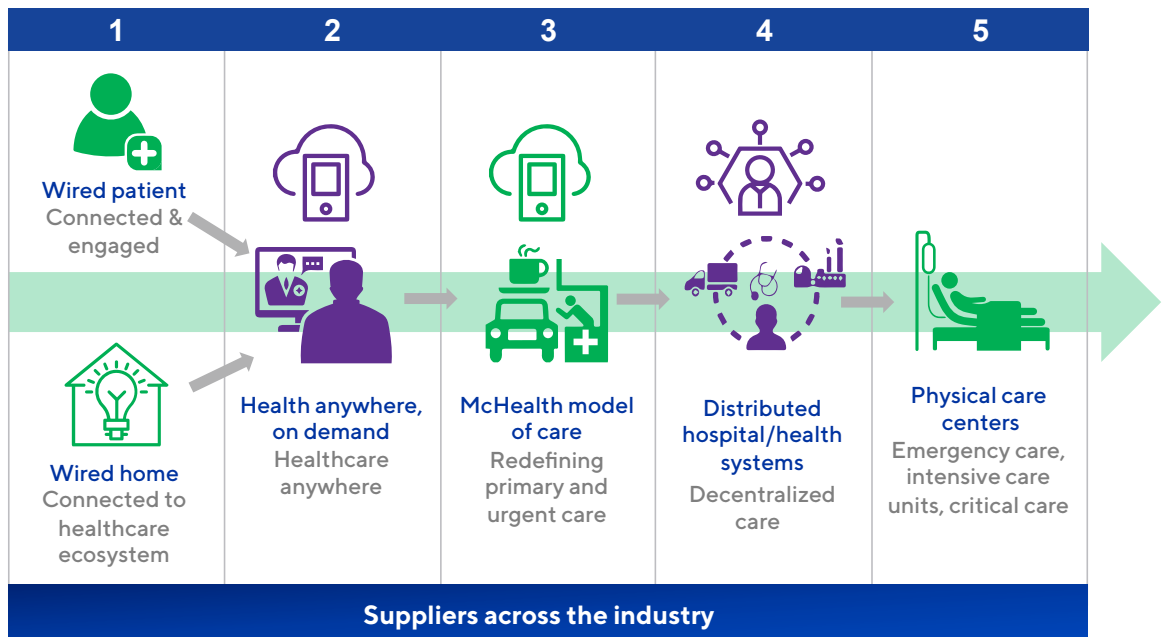 1
2
3
4
5
Wired patient
Connected &
engaged
Wired home
Connected to
healthcare
ecosystem
Health anywhere,
on demand
Healthcare
anywhere
McHealth model
of care
Redefining
primary and
urgent care
Distributed
hospital/health
systems
Decentralized
care
Physical care
centers
Emergency care,
intensive care
units, critical care
Suppliers across the industry